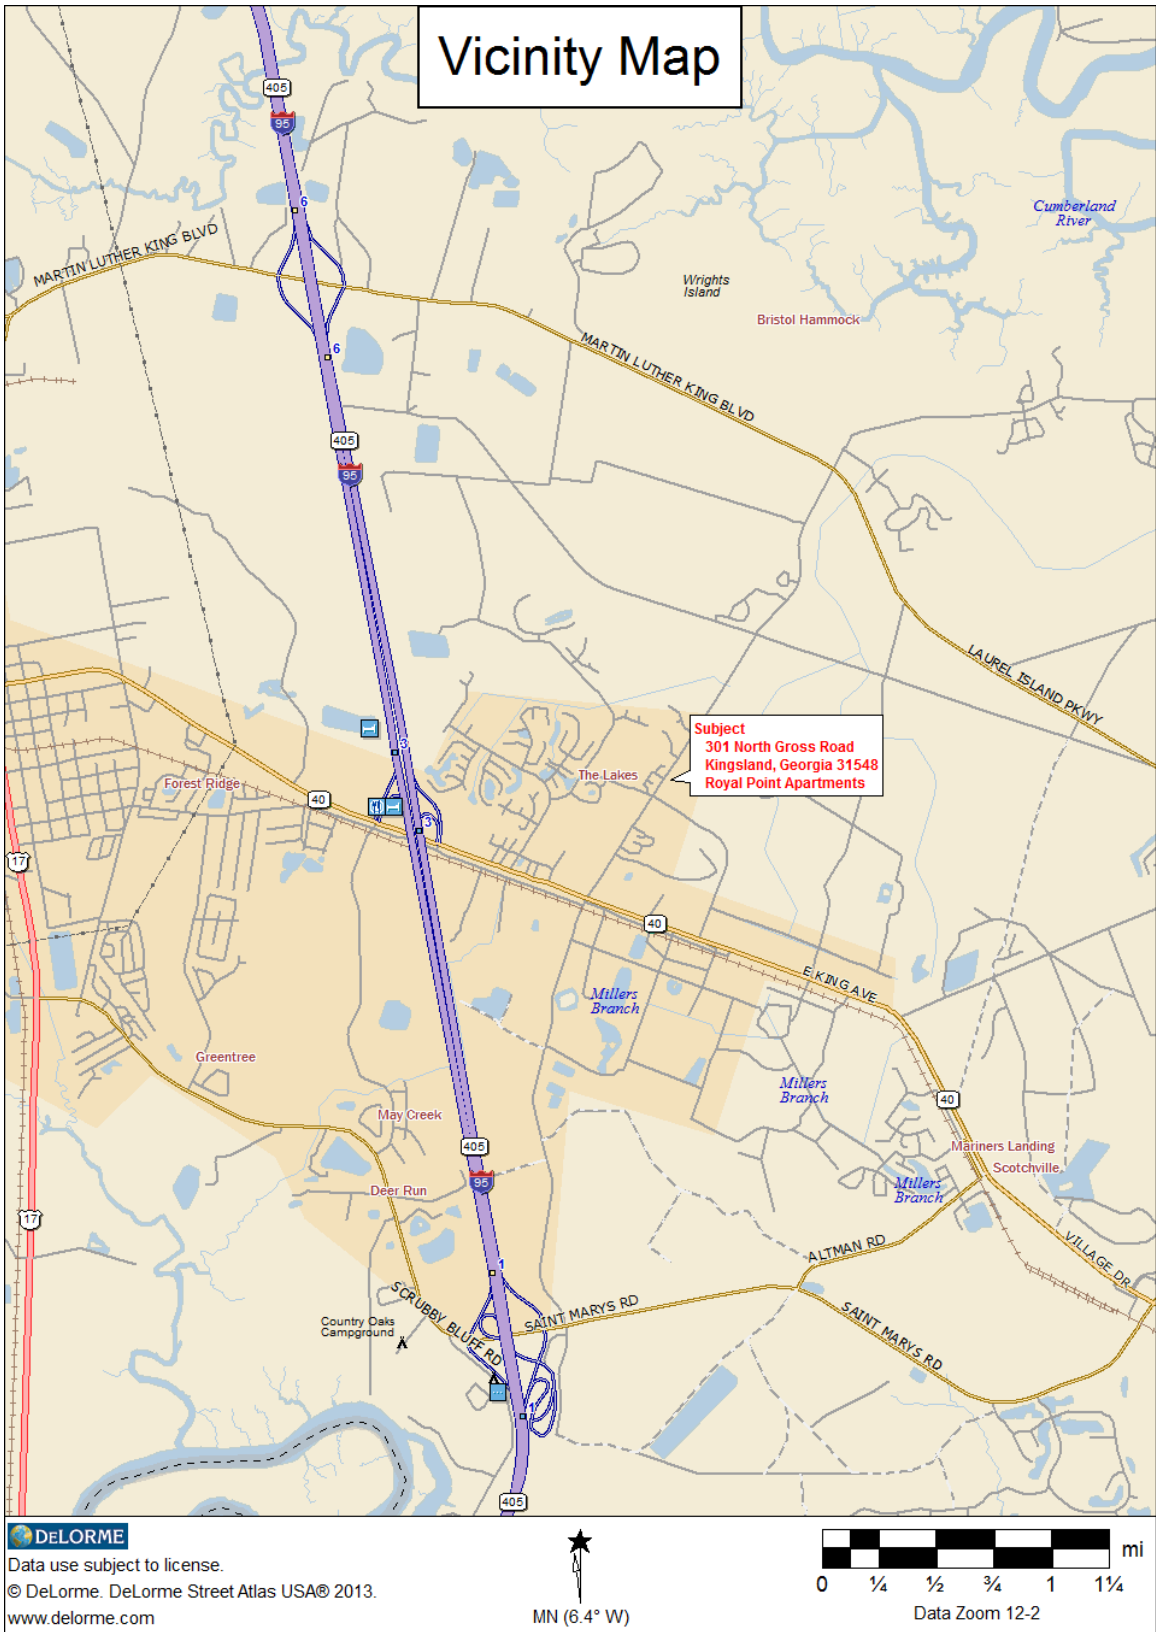 Vicinity Map
405
95
6
Cumberland
River
MARTIN LUTHER KING BLVD
Wrights
Island
Bristol Hammock
6
MARTIN LUTHER KING BLVD
405
95
LAUREL ISLAND PKWY
Subject
301 North Gross Road
Kingsland, Georgia 31548
Royal Point Apartments
3
The Lakes
Forest Ridge
40
3
17
40
E KING AVE
Millers
Branch
Greentree
Millers
Branch
40
May Creek
405
Mariners Landing
Scotchville
95
Deer Run
Millers
Branch
17
ALTMAN RD
VILLAGE DR
1
SCRUBBY BLUFF RD
SAINT MARYS RD
SAINT MARYS RD
Country Oaks
Campground
1
405
DELORME
Data use subject to license.
© DeLorme. DeLorme Street Atlas USA® 2013.
www.delorme.com
MN (6.4° W)
mi
0 ¼ ½ ¾ 1 1¼
Data Zoom 12-2